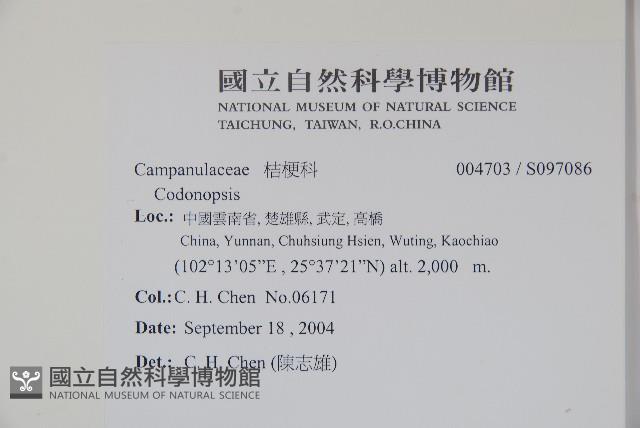 國立自然科學博物館
NATIONAL MUSEUM OF NATURAL SCIENCE
TAICHUNG, TAIWAN, R.O.CHINA
Campanulaceae 桔梗科 004703 / S097086
Codonopsis
Loc.: 中國雲南省, 楚雄縣, 武定, 高橋
China, Yunnan, Chuhsiung Hsien, Wuting, Kaochiao
(102°13'05”E , 25°37'21”N) alt. 2,000 m.
Col.: C. H. Chen No.06171
Date: September 18 , 2004
Det.: C. H. Chen (陳志雄)
國立自然科學博物館
NATIONAL MUSEUM OF NATURAL SCIENCE